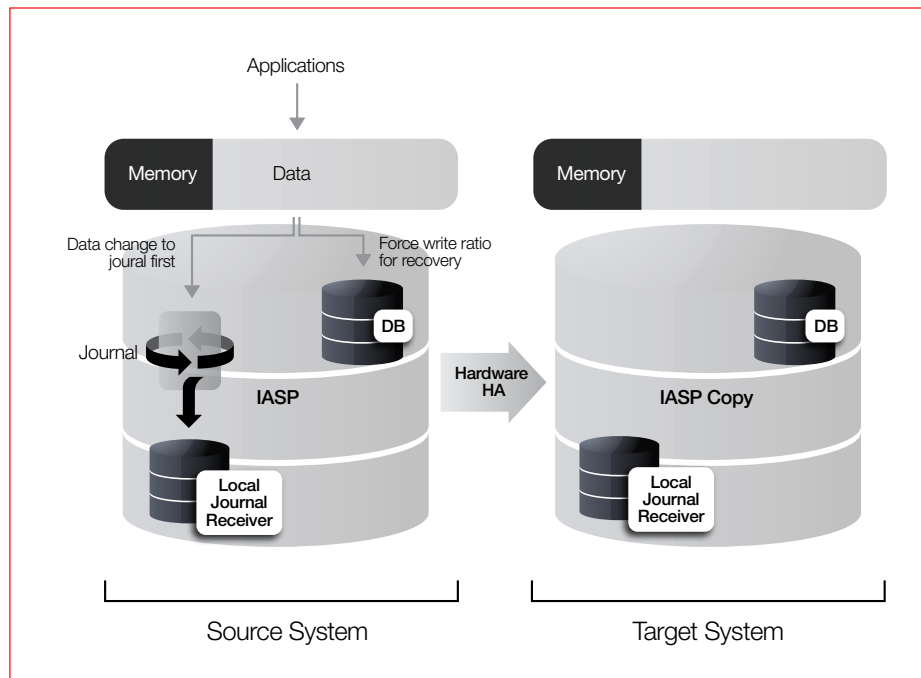 Applications
Memory
Data
Memory
Data change to
joural first
Force write ratio
for recovery
DB
DB
Journal
IASP
Hardware
HA
IASP Copy
Local
Journal
Receiver
Local
Journal
Receiver
Source System
Target System